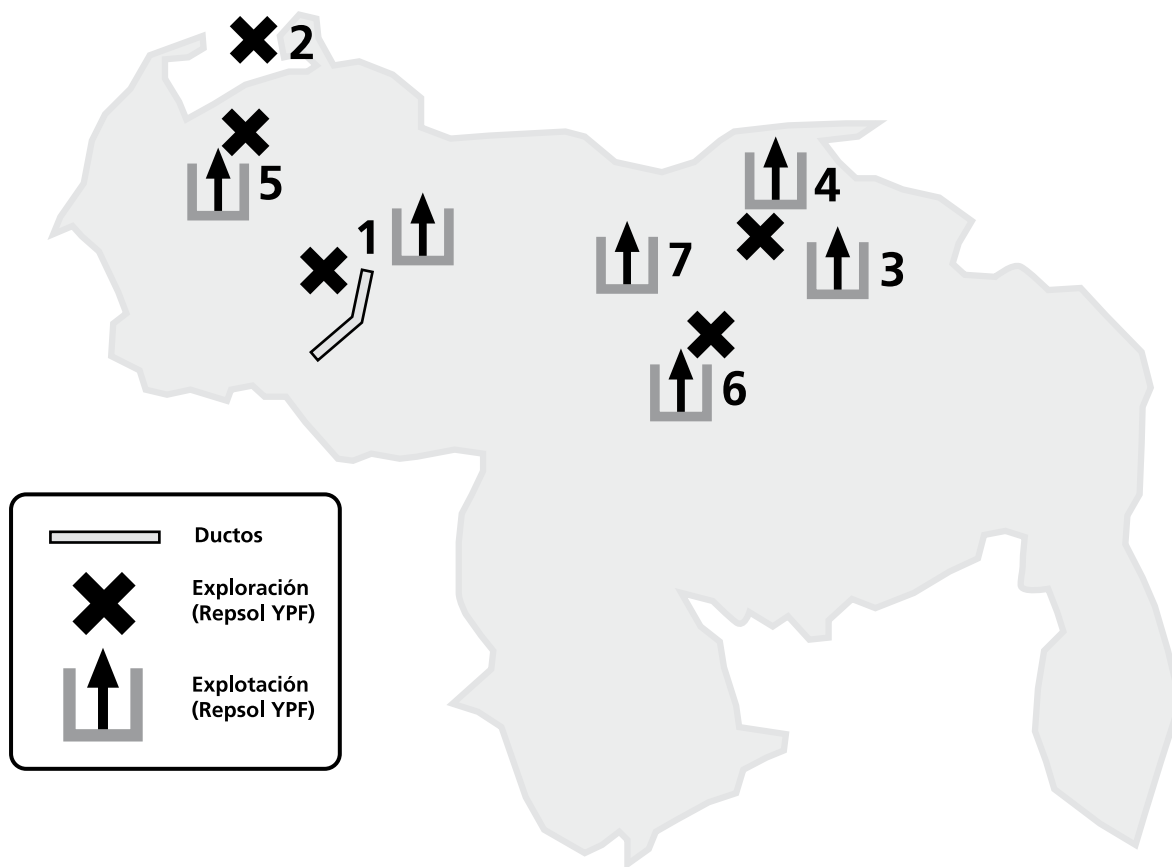 2
5
1
4
7
3
6
Ductos
Exploración
(Repsol YPF)
Explotación
(Repsol YPF)